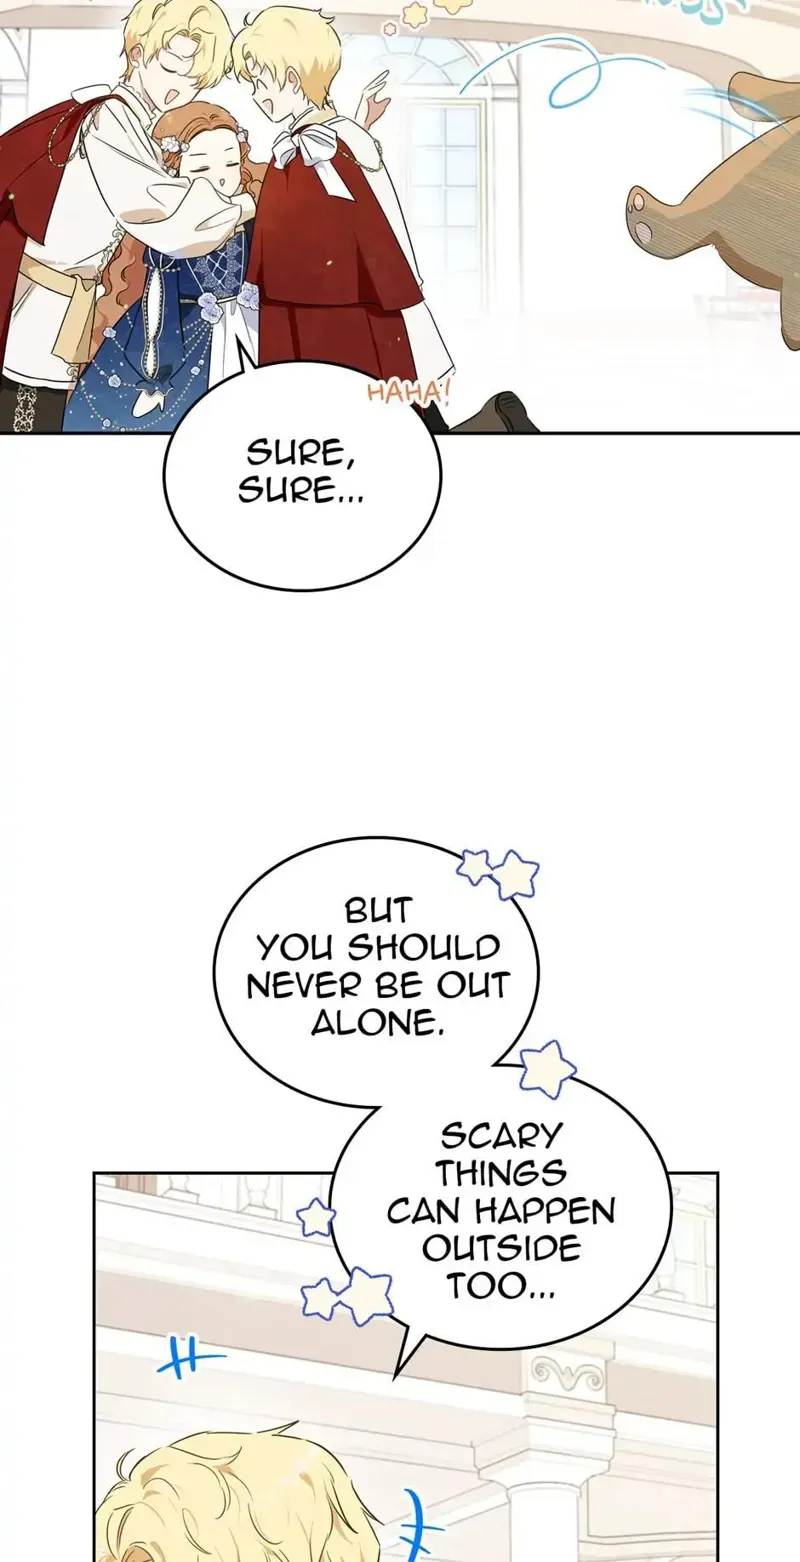 HAHA!
SURE,
SURE...
BUT
YOU SHOULD
NEVER BE OUT
ALONE.
SCARY
THINGS
CAN HAPPEN
OUTSIDE
TOO...